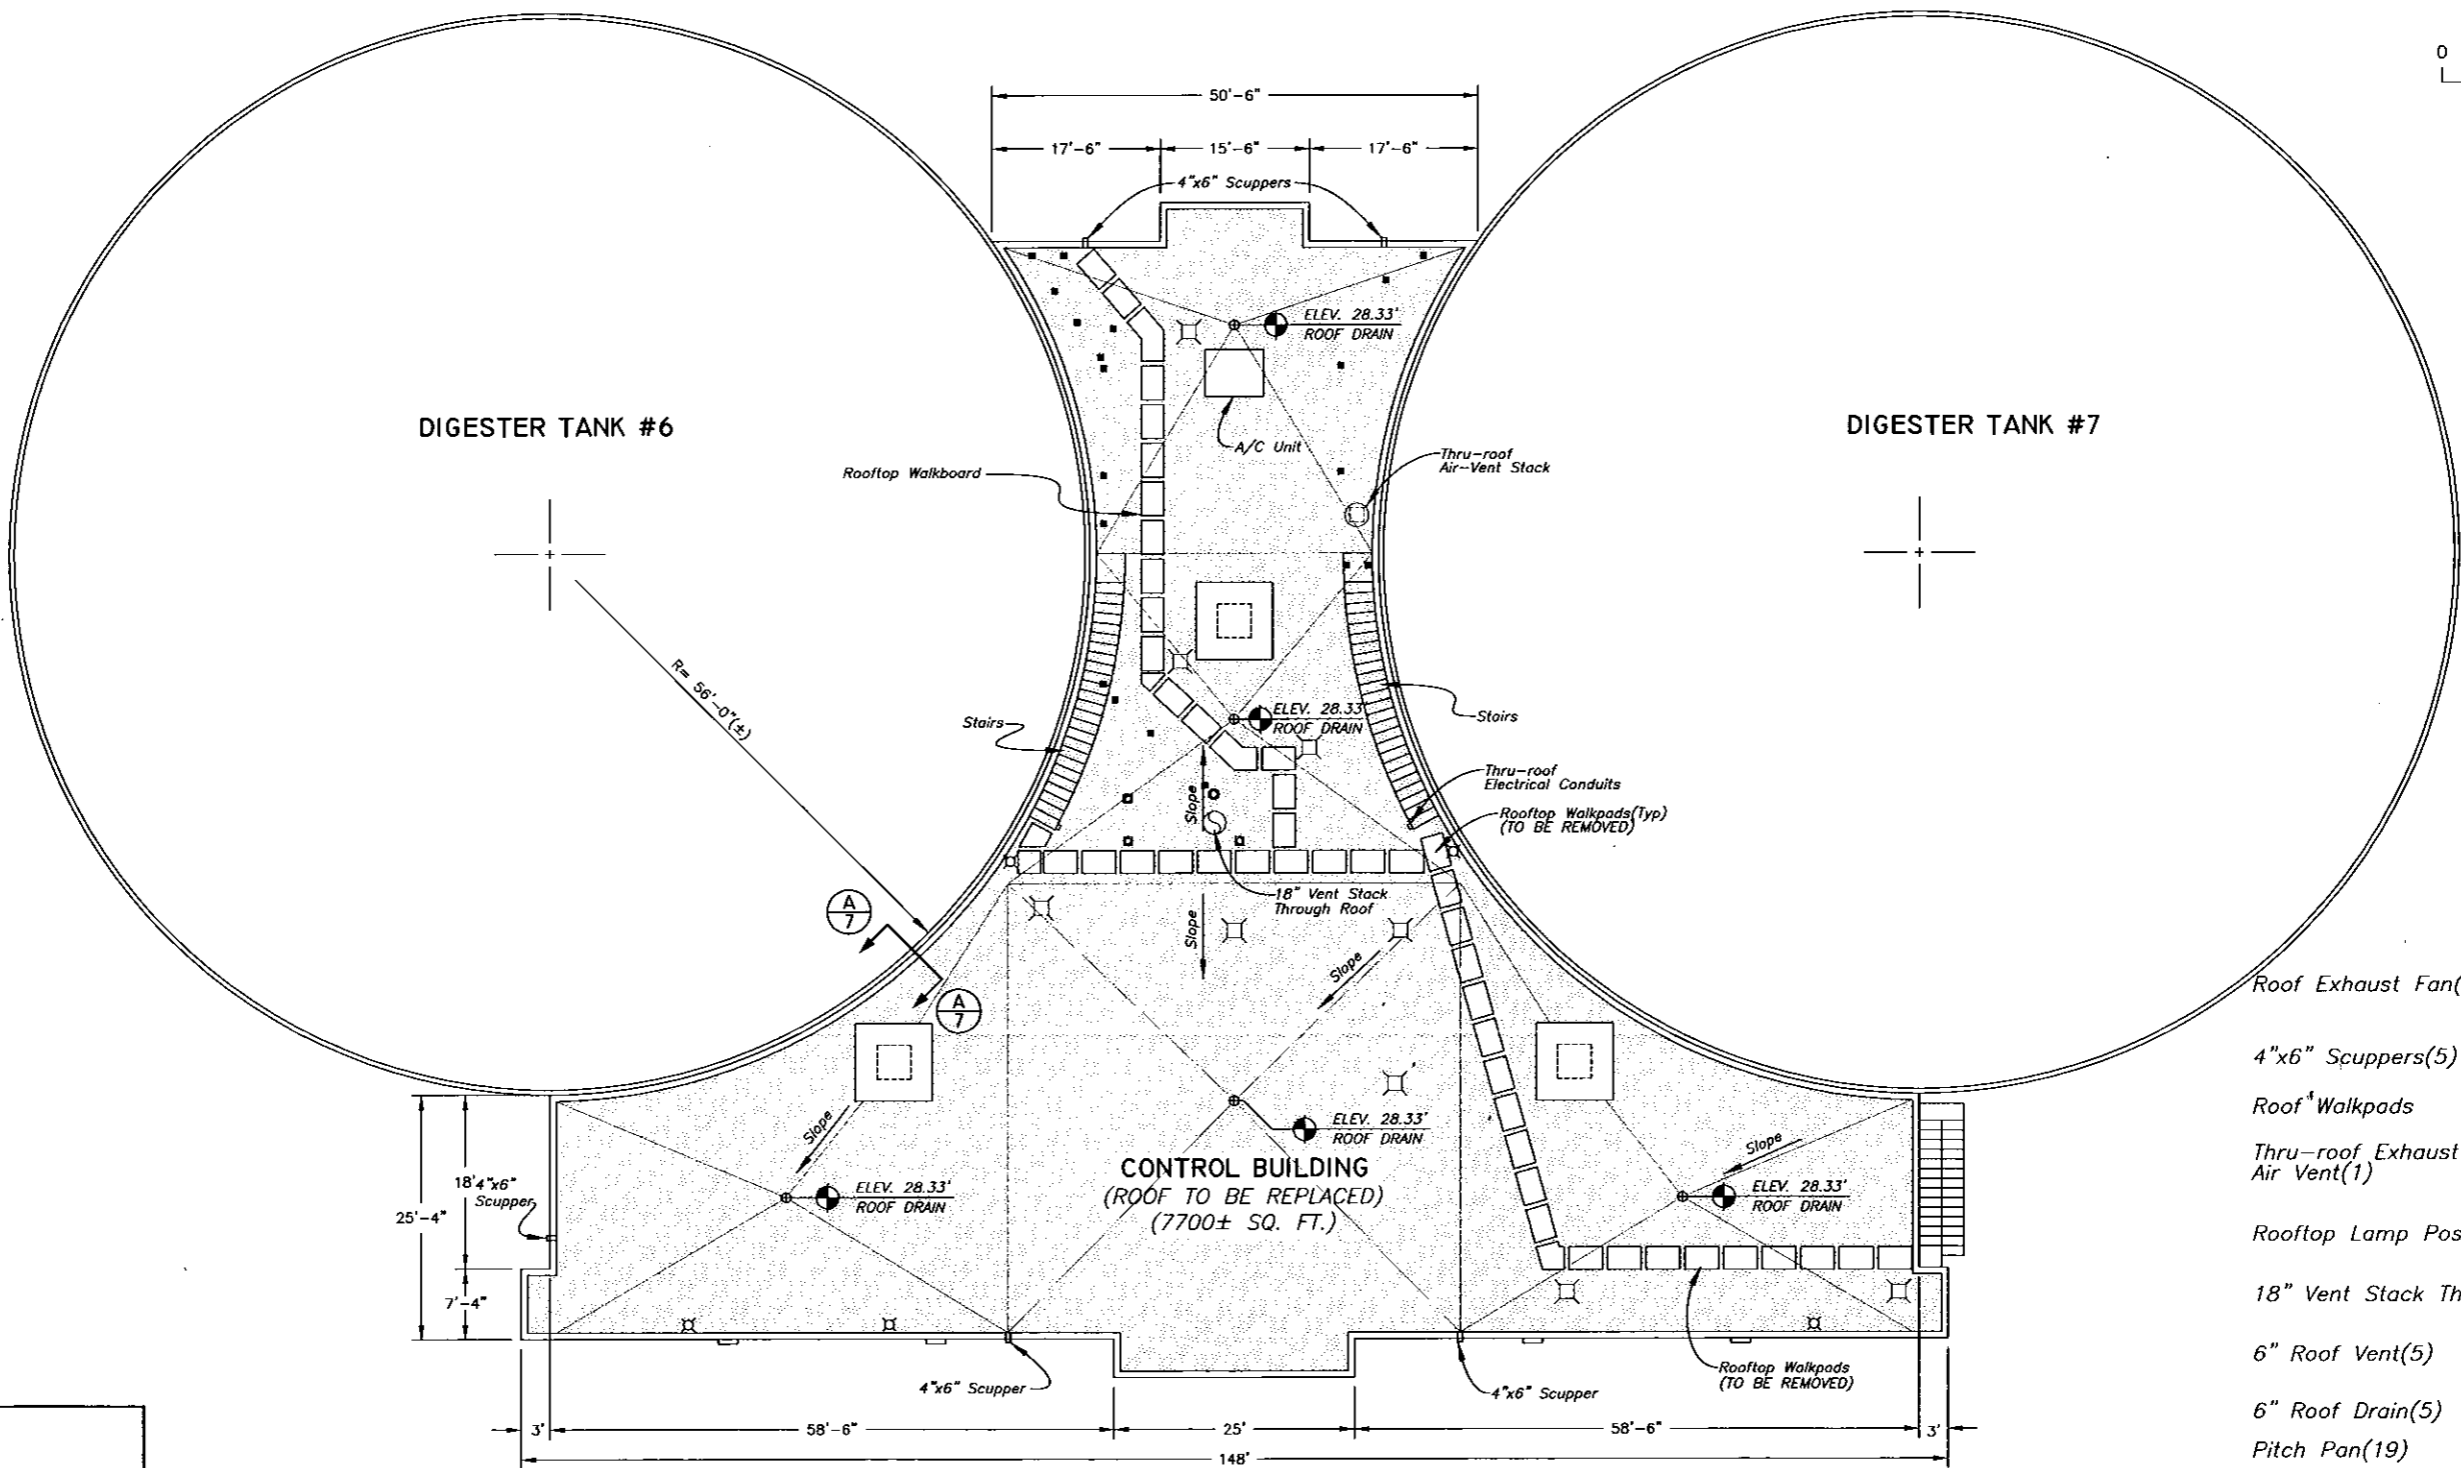 0
50'-6"
17'-6"
15'-6"
17'-6"
4"x6" Scuppers
ELEV. 28.33'
ROOF DRAIN
DIGESTER TANK #6
DIGESTER TANK #7
A/C Unit
Rooftop Walkboard
Thru-roof
Air-Vent Stack
R= 56'-0"(±)
Stairs
ELEV. 28.33'
ROOF DRAIN
Stairs
Slope
Thru-roof
Electrical Conduits
Rooftop Walkpads(Typ)
(TO BE REMOVED)
18" Vent Stack
Through Roof
A
7
A
7
Slope
Slope
Roof Exhaust Fan(
4"x6" Scuppers(5)
Roof Walkpads
Thru-roof Exhaust
Air Vent(1)
Rooftop Lamp Pos
18" Vent Stack Th
6" Roof Vent(5)
6" Roof Drain(5)
Pitch Pan(19)
Slope
ELEV. 28.33'
ROOF DRAIN
Slope
CONTROL BUILDING
(ROOF TO BE REPLACED)
(7700± SQ. FT.)
ELEV. 28.33'
ROOF DRAIN
ELEV. 28.33'
ROOF DRAIN
18'
4"x6"
Scupper
25'-4"
7'-4"
4"x6" Scupper
4"x6" Scupper
Rooftop Walkpads
(TO BE REMOVED)
3'
58'-6"
25'
58'-6"
3'
148'